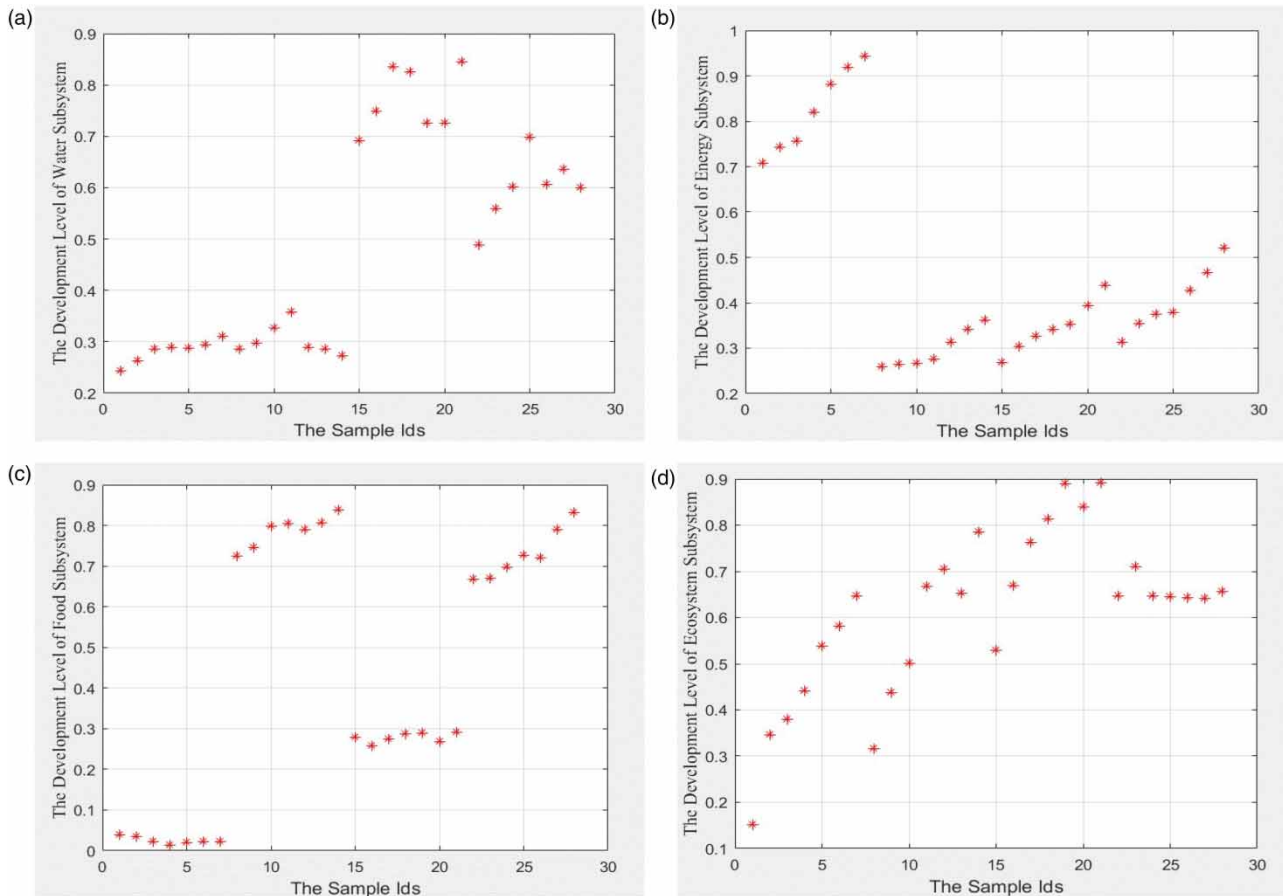 (a)
The Development Level of Water Subsystem
0.9
0.8
0.7
0.6
0.5
0.4
0.3
0.2
0 5 10 15 20 25 30
The Sample Ids
(b)
The Development Level of Energy Subsystem
1
0.9
0.8
0.7
0.6
0.5
0.4
0.3
0.2
0 5 10 15 20 25 30
The Sample Ids
(c)
The Development Level of Food Subsystem
0.9
0.8
0.7
0.6
0.5
0.4
0.3
0.2
0.1
0
0 5 10 15 20 25 30
The Sample Ids
(d)
The Development Level of Ecosystem Subsystem
0.9
0.8
0.7
0.6
0.5
0.4
0.3
0.2
0.1
0 5 10 15 20 25 30
The Sample Ids